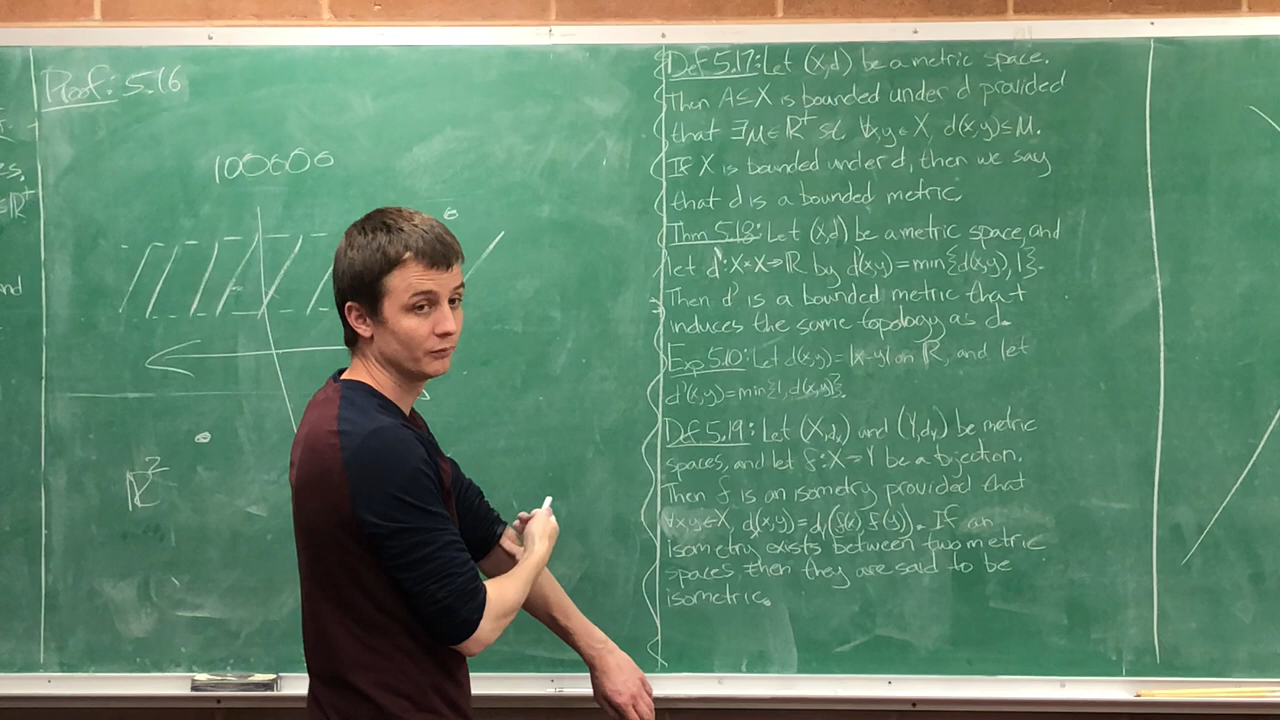 Proof: 5.16
100000
ℝ²
es.
∈ℝ⁺
and
Def 5.17: Let (X,d) be a metric space.
Then A⊆X is bounded under d provided
that ∃M∈ℝ⁺ st. ∀x,y∈X, d(x,y)≤M.
If X is bounded under d, then we say
that d is a bounded metric.
Thm 5.18: Let (X,d) be a metric space, and
let d':X×X→ℝ by d'(x,y)=min{d(x,y),1}.
Then d' is a bounded metric that
induces the same topology as d.
Exp 5.10: Let d(x,y)=|x-y| on ℝ, and let
d'(x,y)=min{1,d(x,y)}.
Def 5.19: Let (X,dₓ) and (Y,dᵧ) be metric
spaces, and let f:X→Y be a bijection.
Then f is an isometry provided that
∀x,y∈X, dₓ(x,y)=dᵧ(f(x),f(y)). If an
isometry exists between two metric
spaces, then they are said to be
isometric.